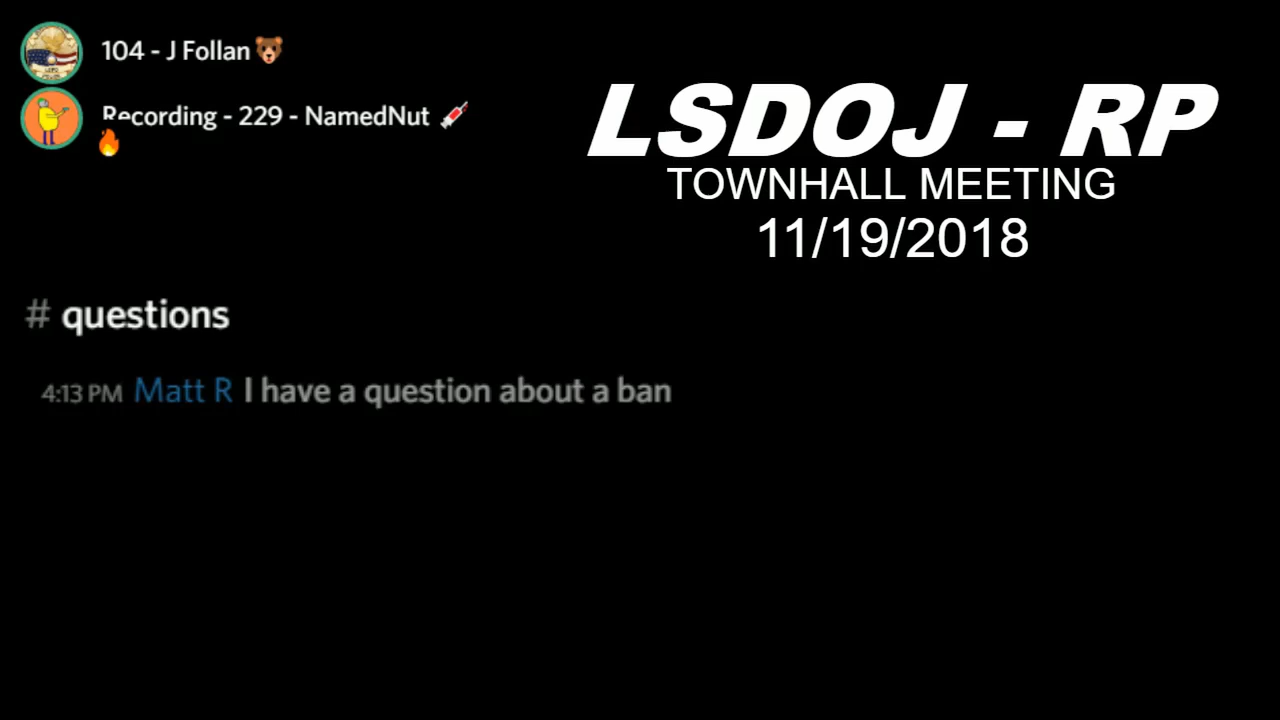 104 - J Follan🐻
Recording - 229 - NamedNut 💉
🔥
LSDOJ - RP
TOWNHALL MEETING
11/19/2018
# questions
4:13 PM Matt R I have a question about a ban